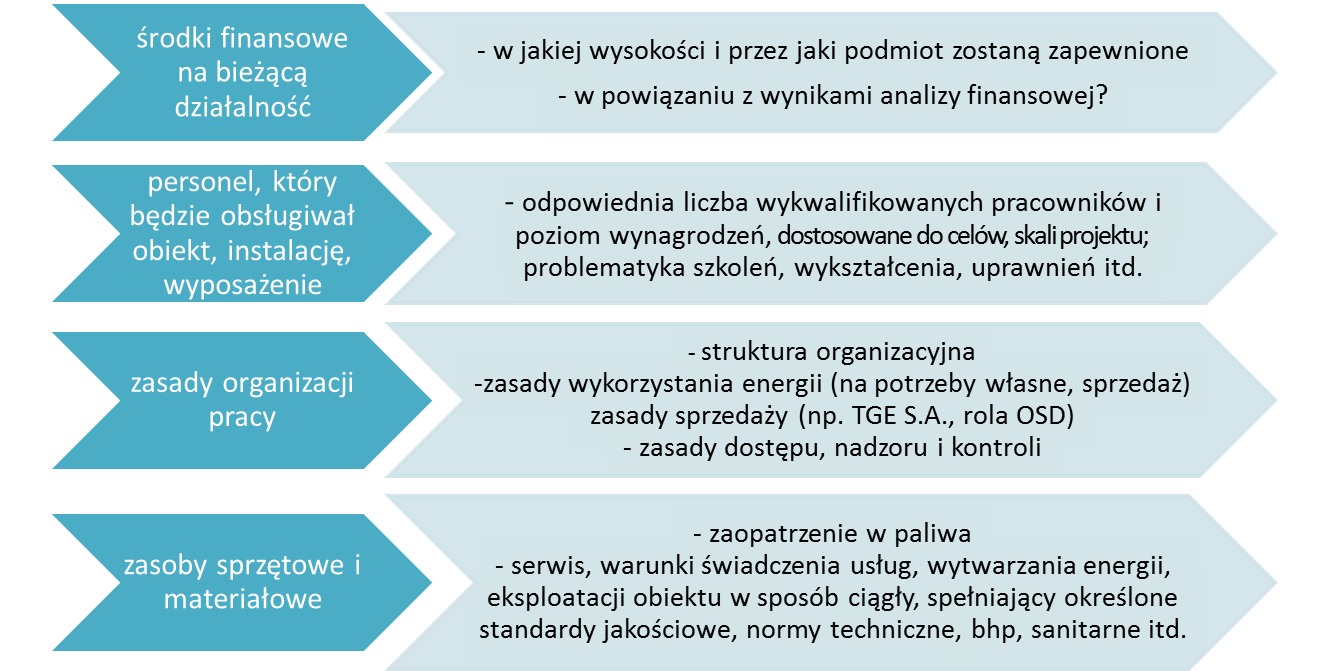 środki finansowe
na bieżącą
działalność
- w jakiej wysokości i przez jaki podmiot zostaną zapewnione
- w powiązaniu z wynikami analizy finansowej?
personel, który
będzie obsługiwał
obiekt, instalację,
wyposażenie
- odpowiednia liczba wykwalifikowanych pracowników i
poziom wynagrodzeń, dostosowane do celów, skali projektu;
problematyka szkoleń, wykształcenia, uprawnień itd.
zasady organizacji
pracy
- struktura organizacyjna
-zasady wykorzystania energii (na potrzeby własne, sprzedaż)
zasady sprzedaży (np. TGE S.A., rola OSD)
- zasady dostępu, nadzoru i kontroli
zasoby sprzętowe i
materiałowe
- zaopatrzenie w paliwa
- serwis, warunki świadczenia usług, wytwarzania energii,
eksploatacji obiektu w sposób ciągły, spełniający określone
standardy jakościowe, normy techniczne, bhp, sanitarne itd.